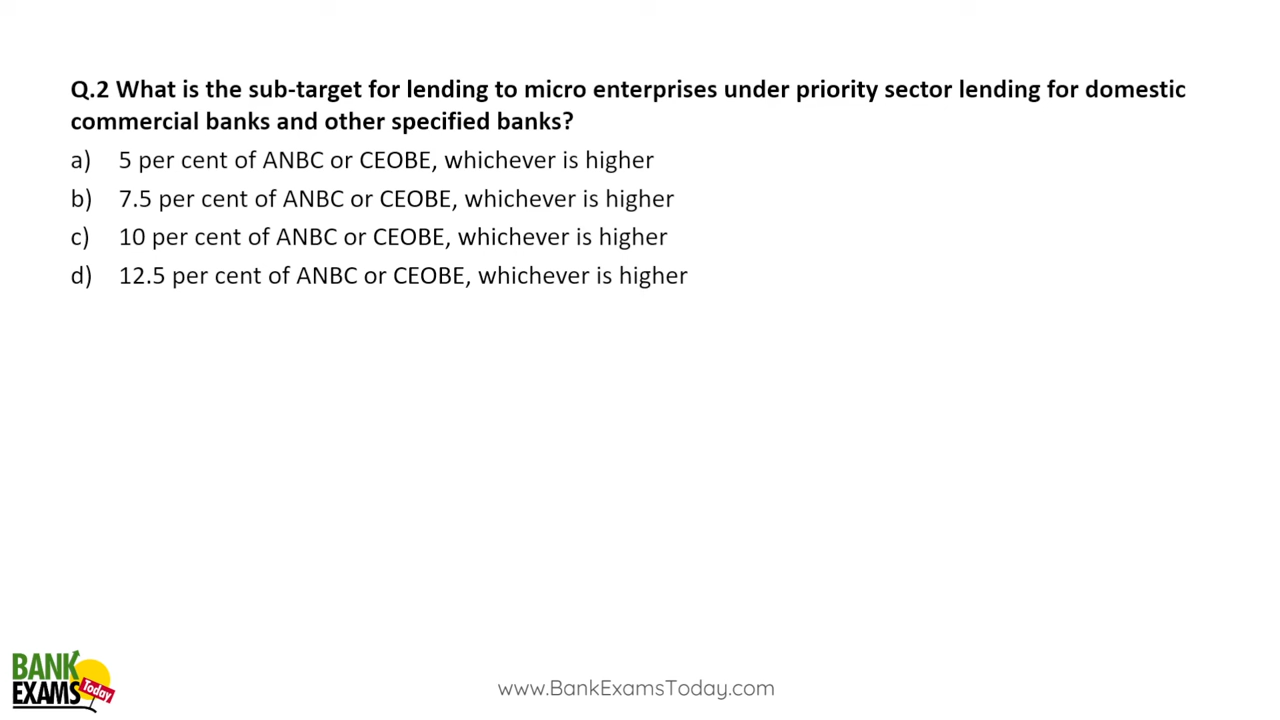 Q.2 What is the sub-target for lending to micro enterprises under priority sector lending for domestic
commercial banks and other specified banks?
a) 5 per cent of ANBC or CEOBE, whichever is higher
b) 7.5 per cent of ANBC or CEOBE, whichever is higher
c) 10 per cent of ANBC or CEOBE, whichever is higher
d) 12.5 per cent of ANBC or CEOBE, whichever is higher
BANK
EXAMS Today
www.BankExamsToday.com